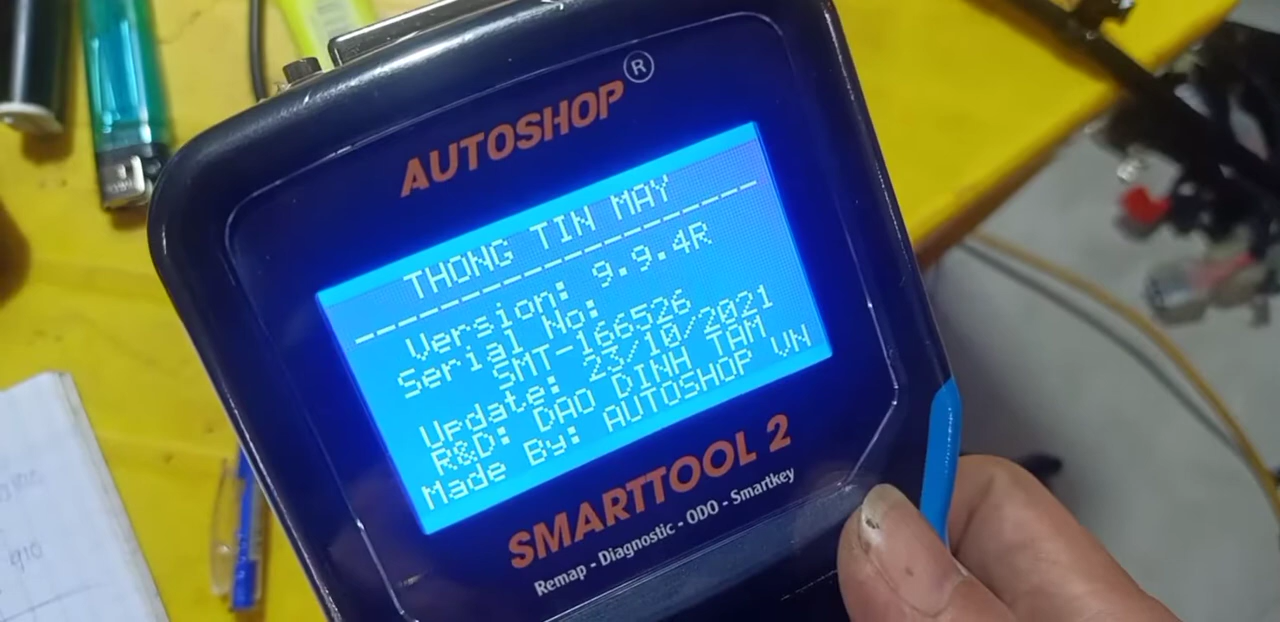 AUTOSHOP ®
THONG TIN MAY
Version: 9.9.4R
Serial No:
SMT-166526
Update: 23/10/2021
R&D: DAO DINH TAM
Made By: AUTOSHOP VN
SMARTTOOL 2
Remap - Diagnostic - ODO - Smartkey
910